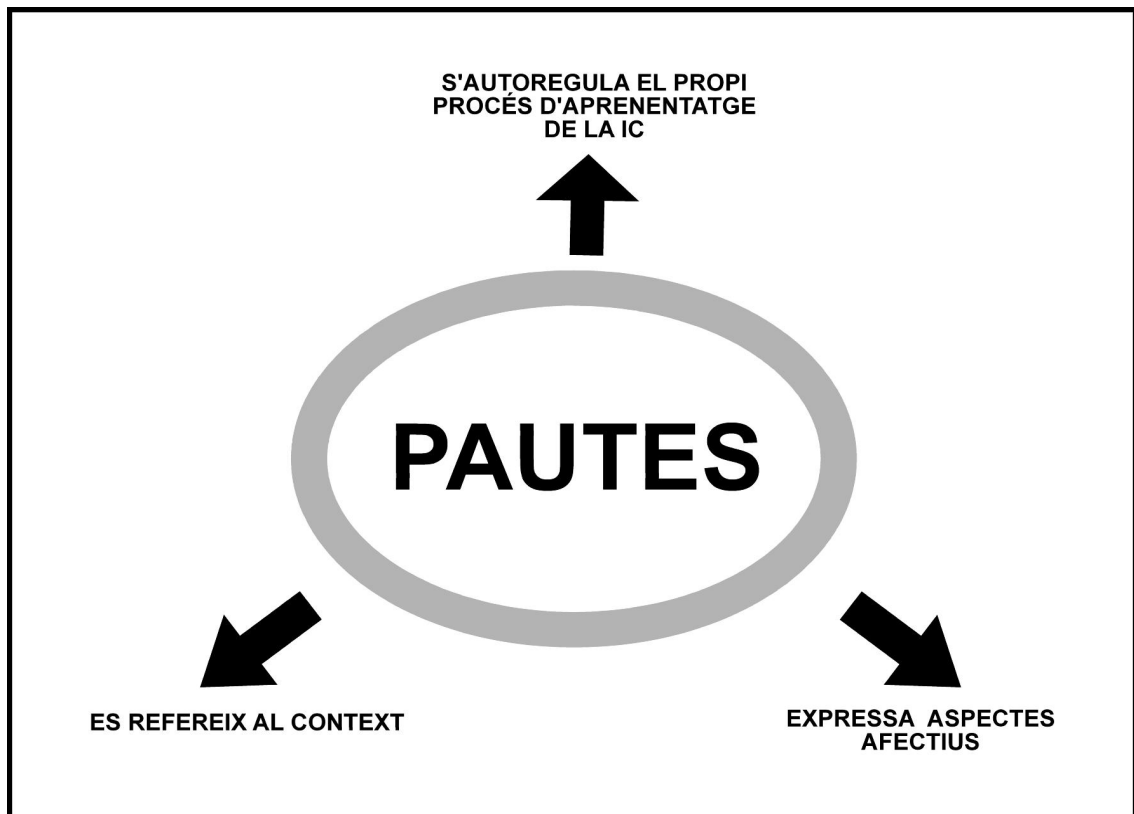 S'AUTOREGULA EL PROPI
PROCÉS D'APRENENTATGE
DE LA IC
PAUTES
ES REFEREIX AL CONTEXT
EXPRESSA ASPECTES
AFECTIUS